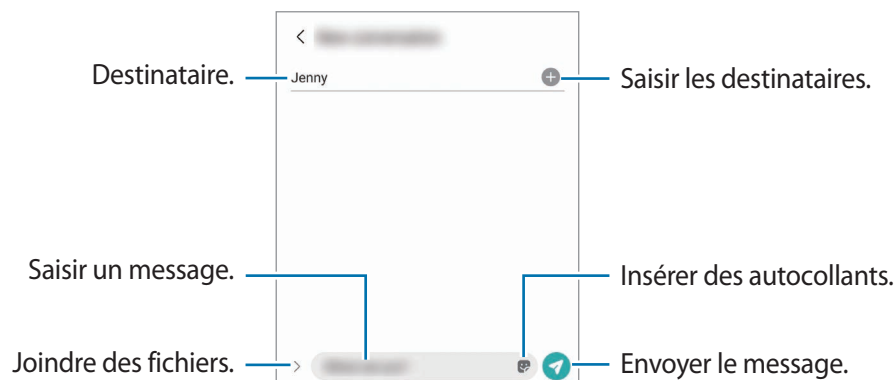 Destinataire.
Jenny
Saisir les destinataires.
Saisir un message.
Insérer des autocollants.
Joindre des fichiers.
Envoyer le message.